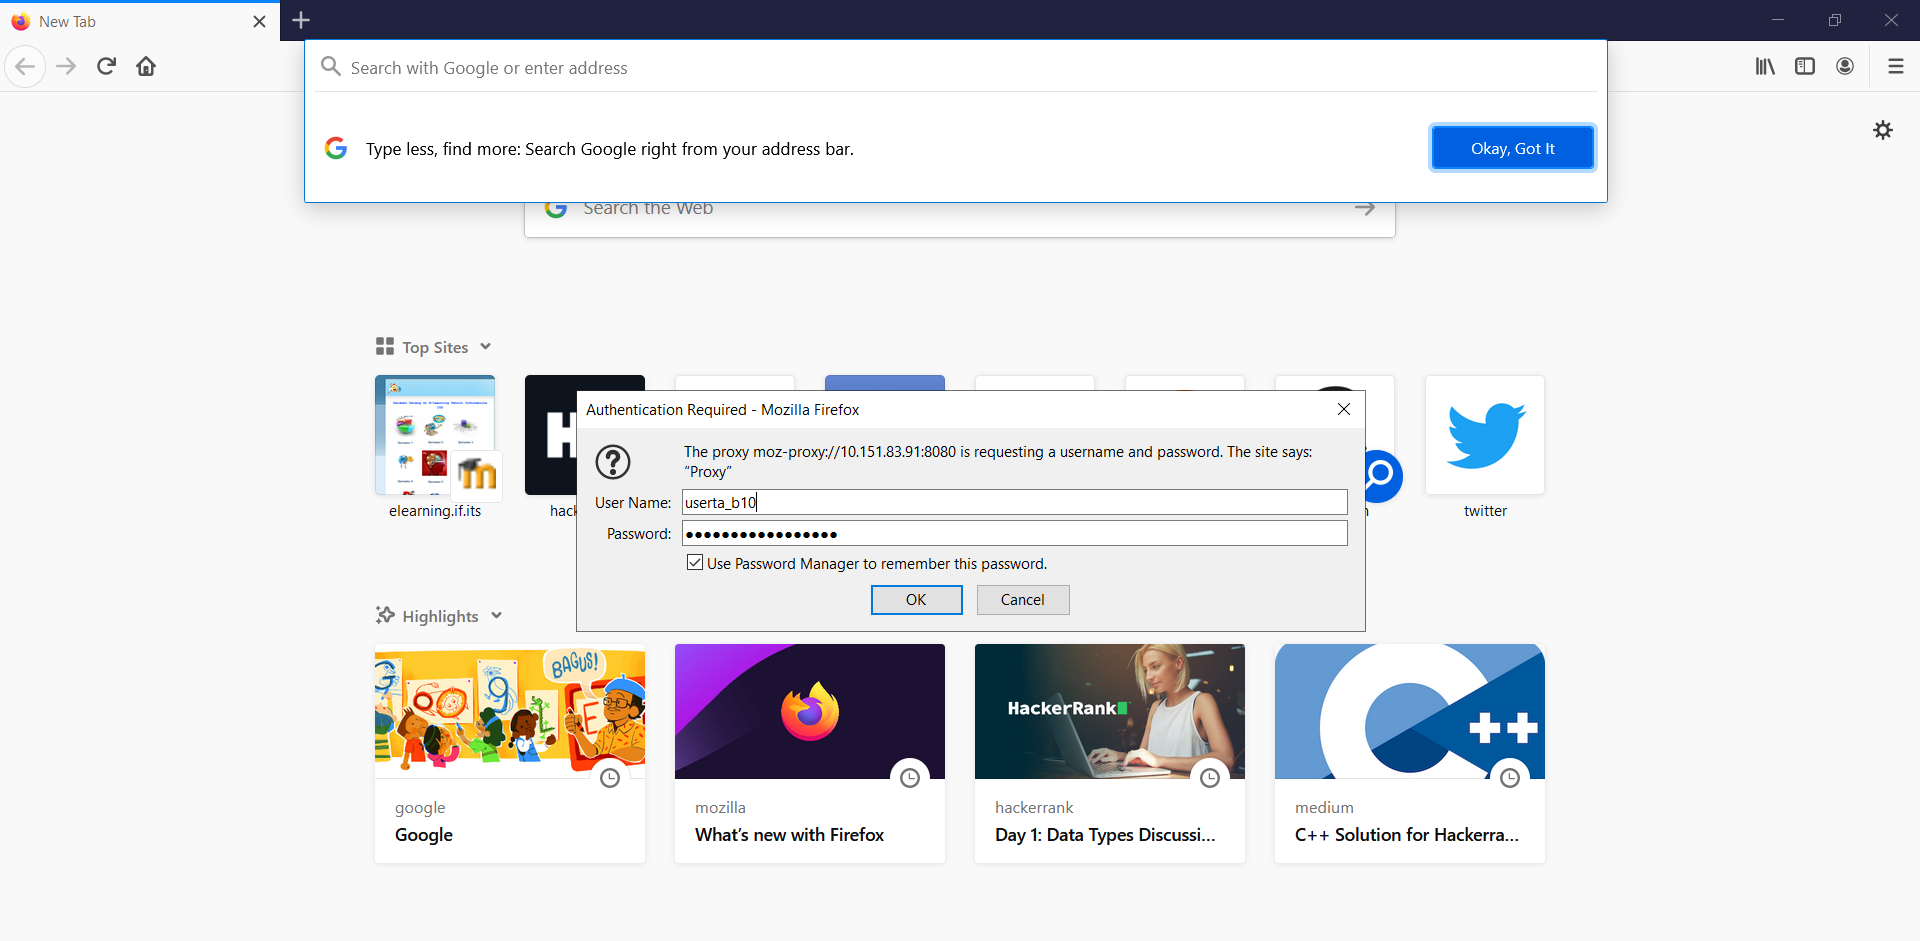 New Tab
Search with Google or enter address
Type less, find more: Search Google right from your address bar.
Okay, Got It
Search the Web
Top Sites
Authentication Required - Mozilla Firefox
The proxy moz-proxy://10.151.83.91:8080 is requesting a username and password. The site says:
“Proxy”
User Name:
userta_b10
Password:
•••••••••••••••••
Use Password Manager to remember this password.
OK
Cancel
elearning.if.its
hack
twitter
Highlights
BAGUS!
HackerRank
++
google
Google
mozilla
What’s new with Firefox
hackerrank
Day 1: Data Types Discussi...
medium
C++ Solution for Hackerra...